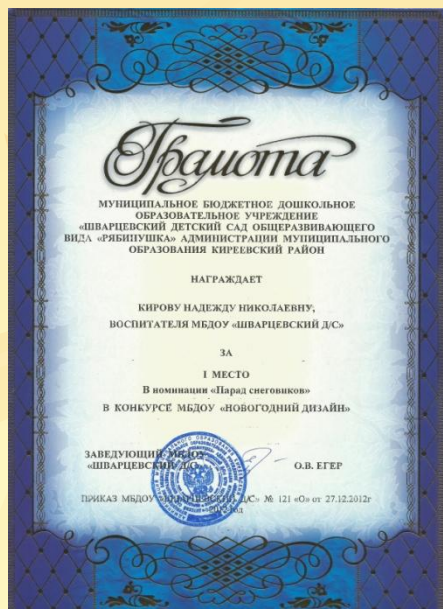 Грамота
МУНИЦИПАЛЬНОЕ БЮДЖЕТНОЕ ДОШКОЛЬНОЕ
ОБРАЗОВАТЕЛЬНОЕ УЧРЕЖДЕНИЕ
«ШВАРЦЕВСКИЙ ДЕТСКИЙ САД ОБЩЕРАЗВИВАЮЩЕГО
ВИДА «РЯБИНУШКА» АДМИНИСТРАЦИИ МУНИЦИПАЛЬНОГО
ОБРАЗОВАНИЯ КИРЕЕВСКИЙ РАЙОН
НАГРАЖДАЕТ
КИРОВУ НАДЕЖДУ НИКОЛАЕВНУ,
ВОСПИТАТЕЛЯ МБДОУ «ШВАРЦЕВСКИЙ Д/С»
ЗА
I МЕСТО
В номинации «Парад снеговиков»
В КОНКУРСЕ МБДОУ «НОВОГОДНИЙ ДИЗАЙН»
ЗАВЕДУЮЩИЙ МБДОУ
«ШВАРЦЕВСКИЙ Д/С» О.В. ЕГЕР
ПРИКАЗ МБДОУ «ШВАРЦЕВСКИЙ Д/С» № 121 «О» от 27.12.2012г
2012 год